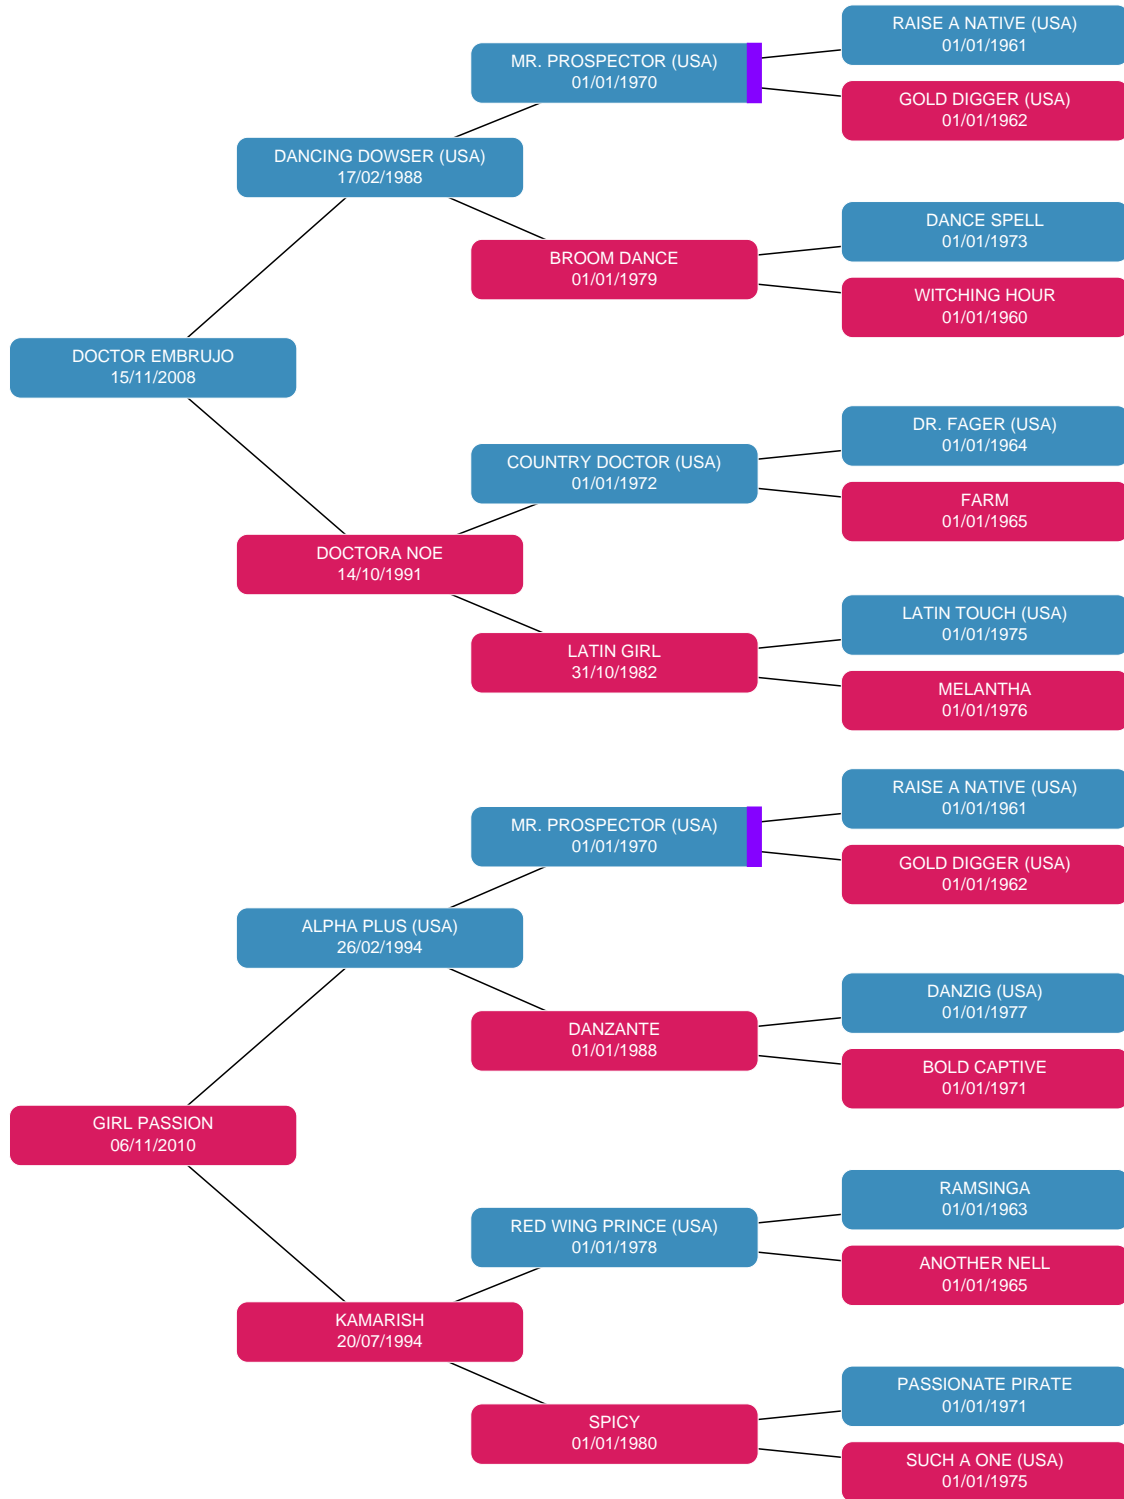 RAISE A NATIVE (USA)
01/01/1961
MR. PROSPECTOR (USA)
01/01/1970
GOLD DIGGER (USA)
01/01/1962
DANCING DOWSER (USA)
17/02/1988
DANCE SPELL
01/01/1973
BROOM DANCE
01/01/1979
WITCHING HOUR
01/01/1960
DOCTOR EMBRUJO
15/11/2008
DR. FAGER (USA)
01/01/1964
COUNTRY DOCTOR (USA)
01/01/1972
FARM
01/01/1965
DOCTORA NOE
14/10/1991
LATIN TOUCH (USA)
01/01/1975
LATIN GIRL
31/10/1982
MELANTHA
01/01/1976
RAISE A NATIVE (USA)
01/01/1961
MR. PROSPECTOR (USA)
01/01/1970
GOLD DIGGER (USA)
01/01/1962
ALPHA PLUS (USA)
26/02/1994
DANZIG (USA)
01/01/1977
DANZANTE
01/01/1988
BOLD CAPTIVE
01/01/1971
GIRL PASSION
06/11/2010
RAMSINGA
01/01/1963
RED WING PRINCE (USA)
01/01/1978
ANOTHER NELL
01/01/1965
KAMARISH
20/07/1994
PASSIONATE PIRATE
01/01/1971
SPICY
01/01/1980
SUCH A ONE (USA)
01/01/1975